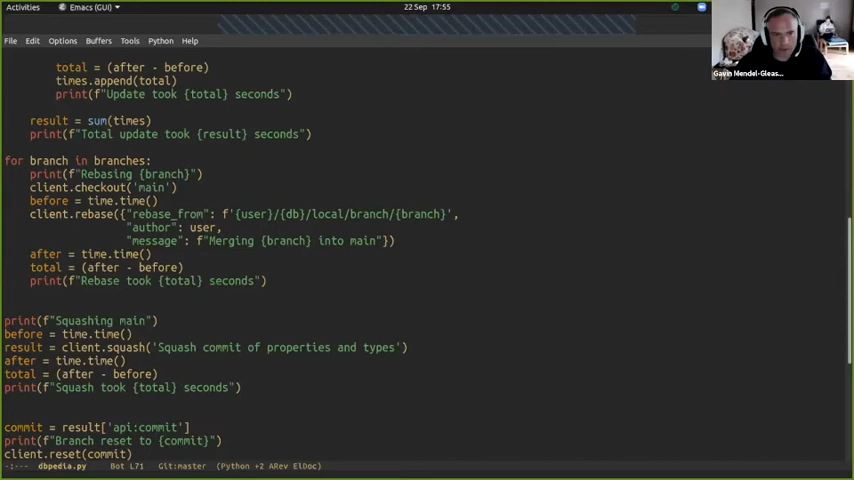 Activities Emacs (GUI) 22 Sep 17:55
File Edit Options Buffers Tools Python Help
Gavin Mendel-Gleas...
total = (after - before)
times.append(total)
print(f"Update took {total} seconds")
result = sum(times)
print(f"Total update took {result} seconds")
for branch in branches:
print(f"Rebasing {branch}")
client.checkout('main')
before = time.time()
client.rebase({"rebase_from": f'{user}/{db}/local/branch/{branch}',
"author": user,
"message": f"Merging {branch} into main"})
after = time.time()
total = (after - before)
print(f"Rebase took {total} seconds")
print(f"Squashing main")
before = time.time()
result = client.squash('Squash commit of properties and types')
after = time.time()
total = (after - before)
print(f"Squash took {total} seconds")
commit = result['api:commit']
print(f"Branch reset to {commit}")
client.reset(commit)
-:--- dbpedia.py Bot L71 Git:master (Python +2 ARev ElDoc)